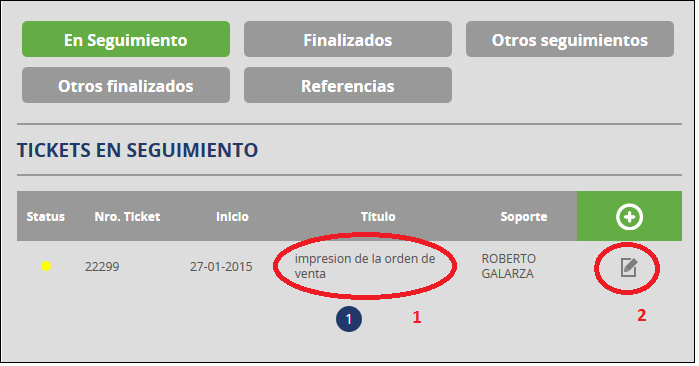 En Seguimiento Finalizados Otros seguimientos
Otros finalizados Referencias
TICKETS EN SEGUIMIENTO
Status Nro. Ticket Inicio Título Soporte
22299 27-01-2015 impresion de la orden de venta ROBERTO GALARZA
1 1 2